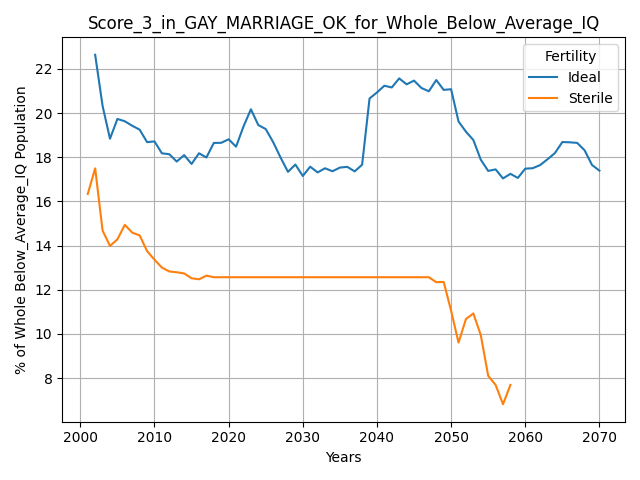 Score_3_in_GAY_MARRIAGE_OK_for_Whole_Below_Average_IQ
Fertility
Ideal
Sterile
% of Whole Below_Average_IQ Population
22
20
18
16
14
12
10
8
2000 2010 2020 2030 2040 2050 2060 2070
Years